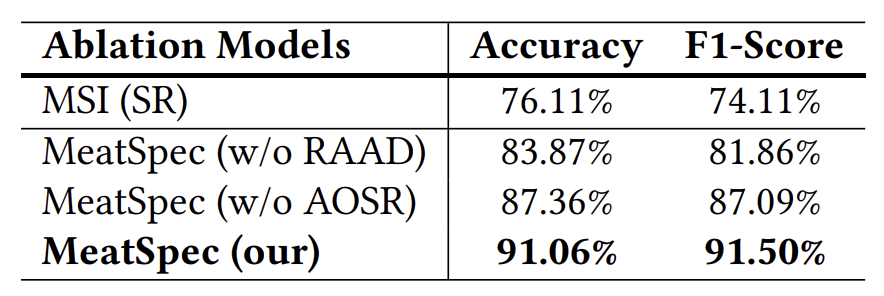 Ablation Models Accuracy F1-Score
MSI (SR) 76.11% 74.11%
MeatSpec (w/o RAAD) 83.87% 81.86%
MeatSpec (w/o AOSR) 87.36% 87.09%
MeatSpec (our) 91.06% 91.50%